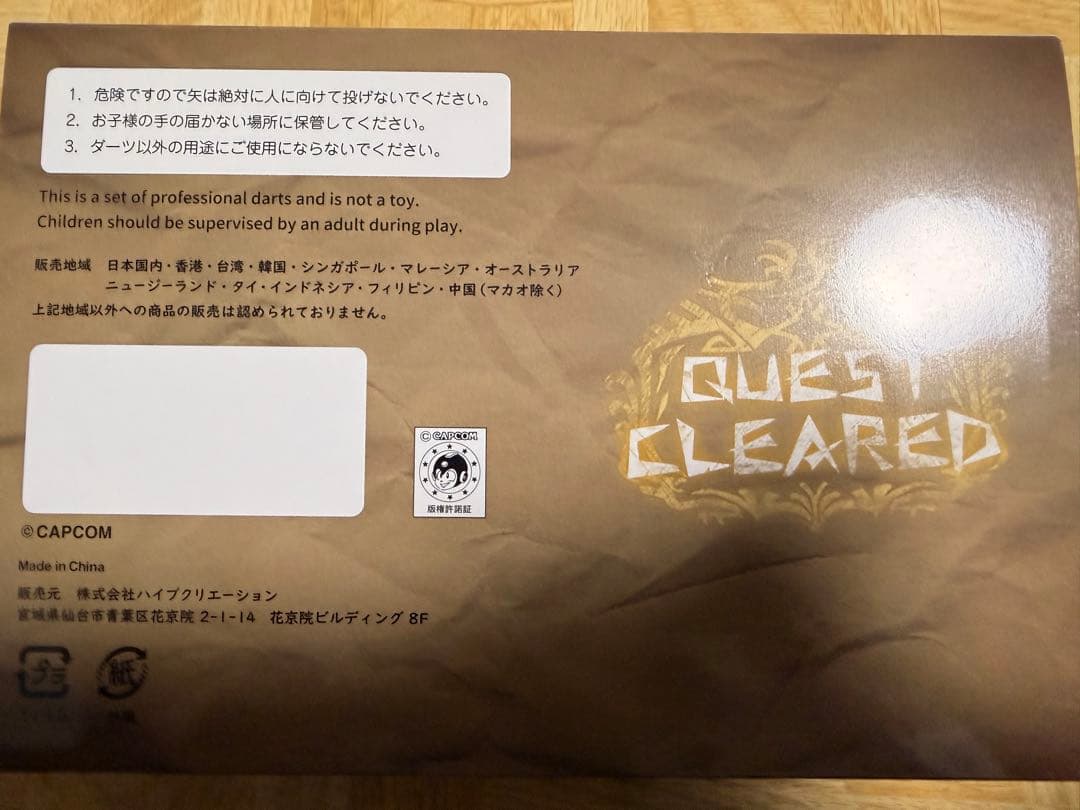 1. 危険ですので矢は絶対に人に向けて投げないでください。
2. お子様の手の届かない場所に保管してください。
3. ダーツ以外の用途にご使用にならないでください。
This is a set of professional darts and is not a toy.
Children should be supervised by an adult during play.
販売地域 日本国内・香港・台湾・韓国・シンガポール・マレーシア・オーストラリア
ニュージーランド・タイ・インドネシア・フィリピン・中国(マカオ除く)
上記地域以外への商品の販売は認められておりません。
QUEST
CLEARED
©CAPCOM
版権許諾証
©CAPCOM
Made in China
販売元 株式会社ハイブクリエーション
宮城県仙台市青葉区花京院 2-1-14 花京院ビルディング 8F
プラ 紙